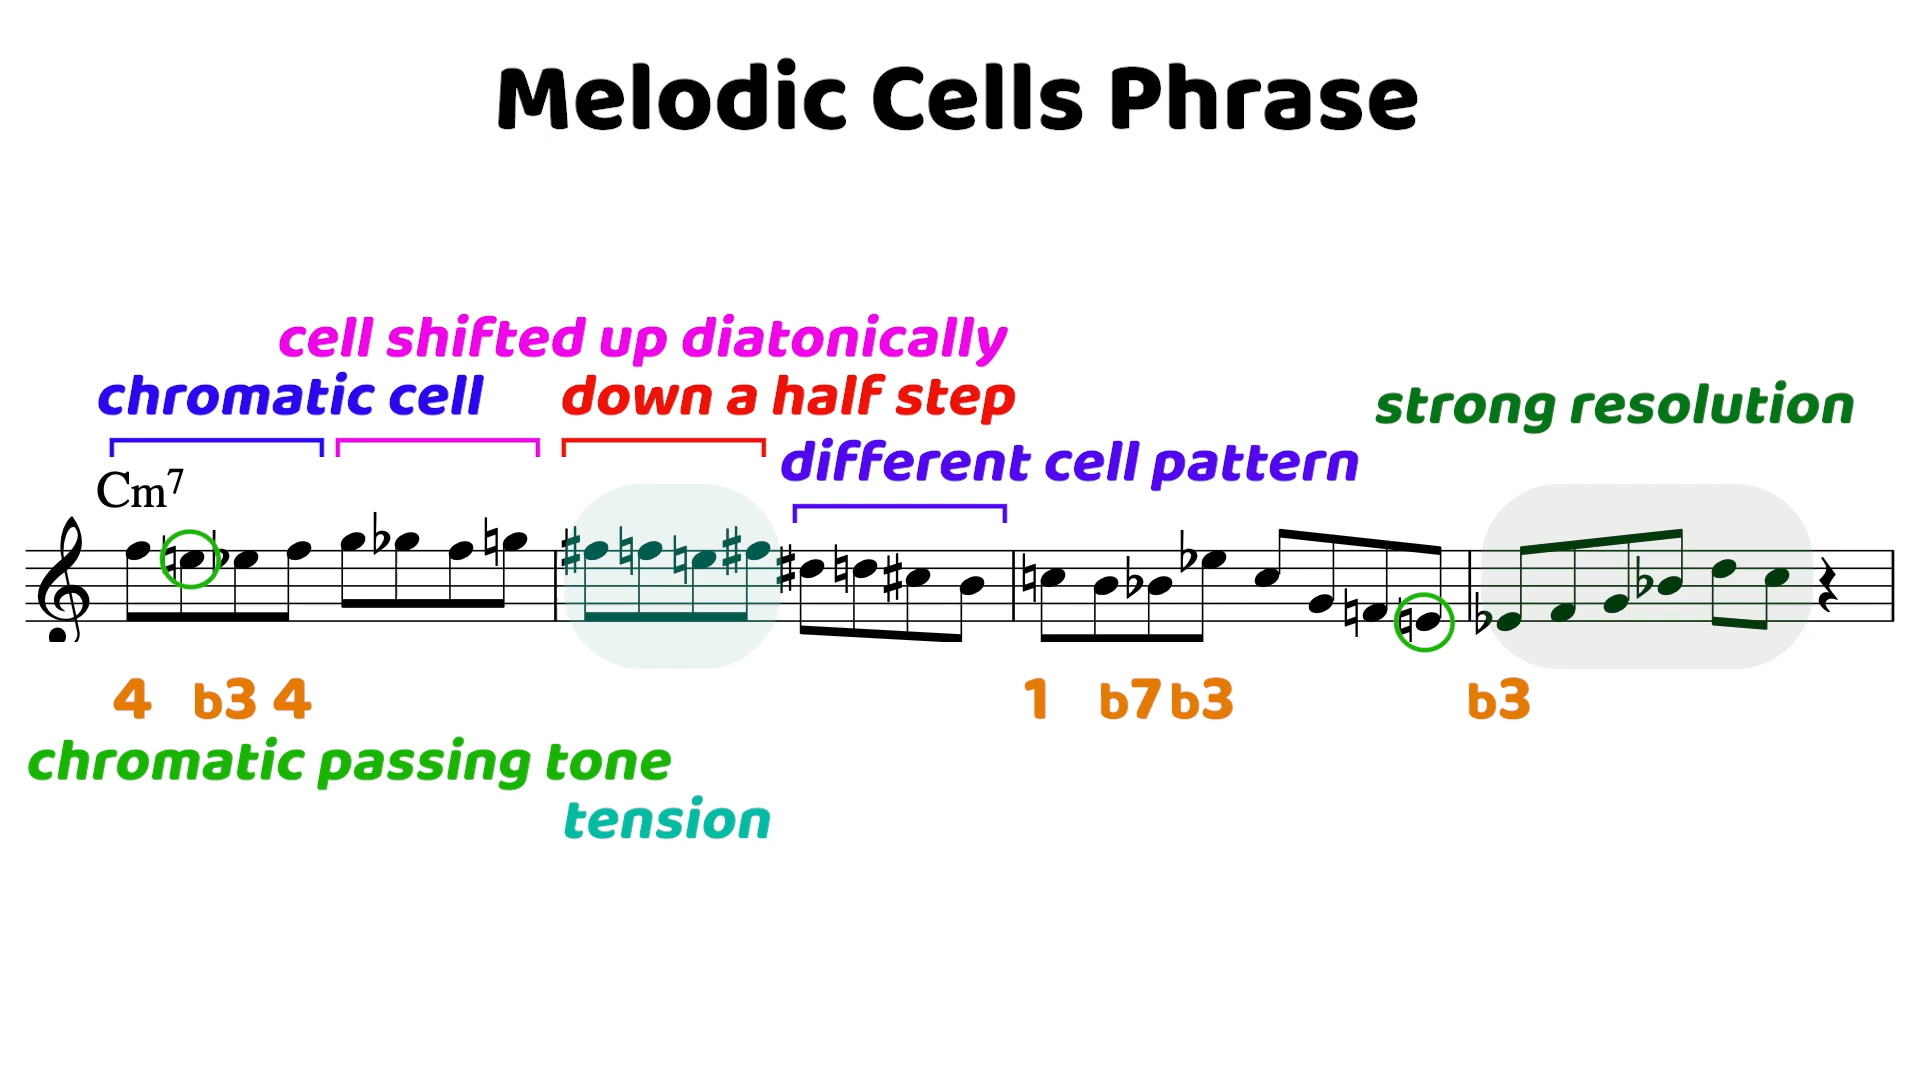 Melodic Cells Phrase
cell shifted up diatonically
chromatic cell
down a half step
strong resolution
different cell pattern
Cm7
4 b3 4 1 b7 b3 b3
chromatic passing tone
tension